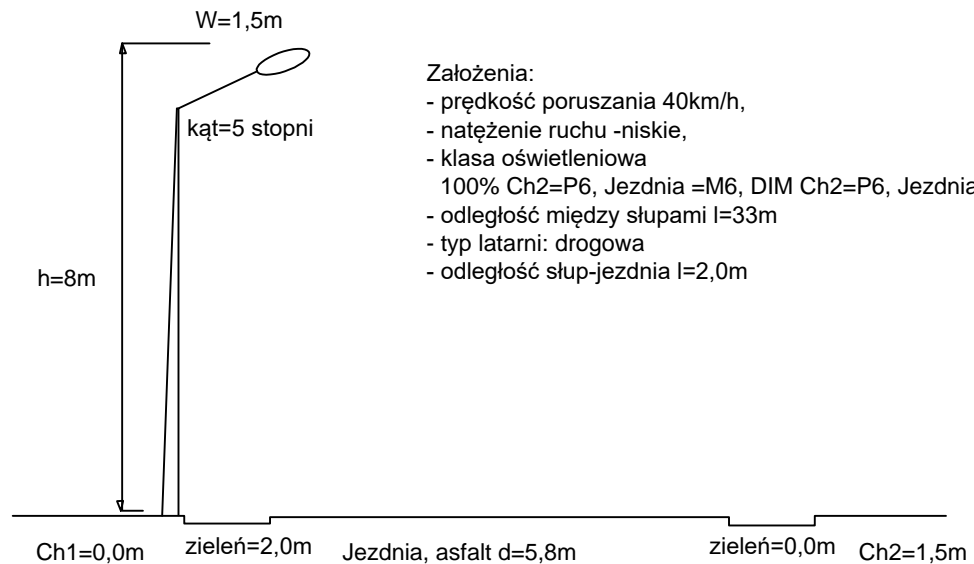 W=1,5m
Założenia:
- prędkość poruszania 40km/h,
kąt=5 stopni
- natężenie ruchu -niskie,
- klasa oświetleniowa
100% Ch2=P6, Jezdnia =M6, DIM Ch2=P6, Jezdnia
- odległość między słupami l=33m
- typ latarni: drogowa
- odległość słup-jezdnia l=2,0m
h=8m
Ch1=0,0m
zieleń=2,0m
Jezdnia, asfalt d=5,8m
zieleń=0,0m
Ch2=1,5m